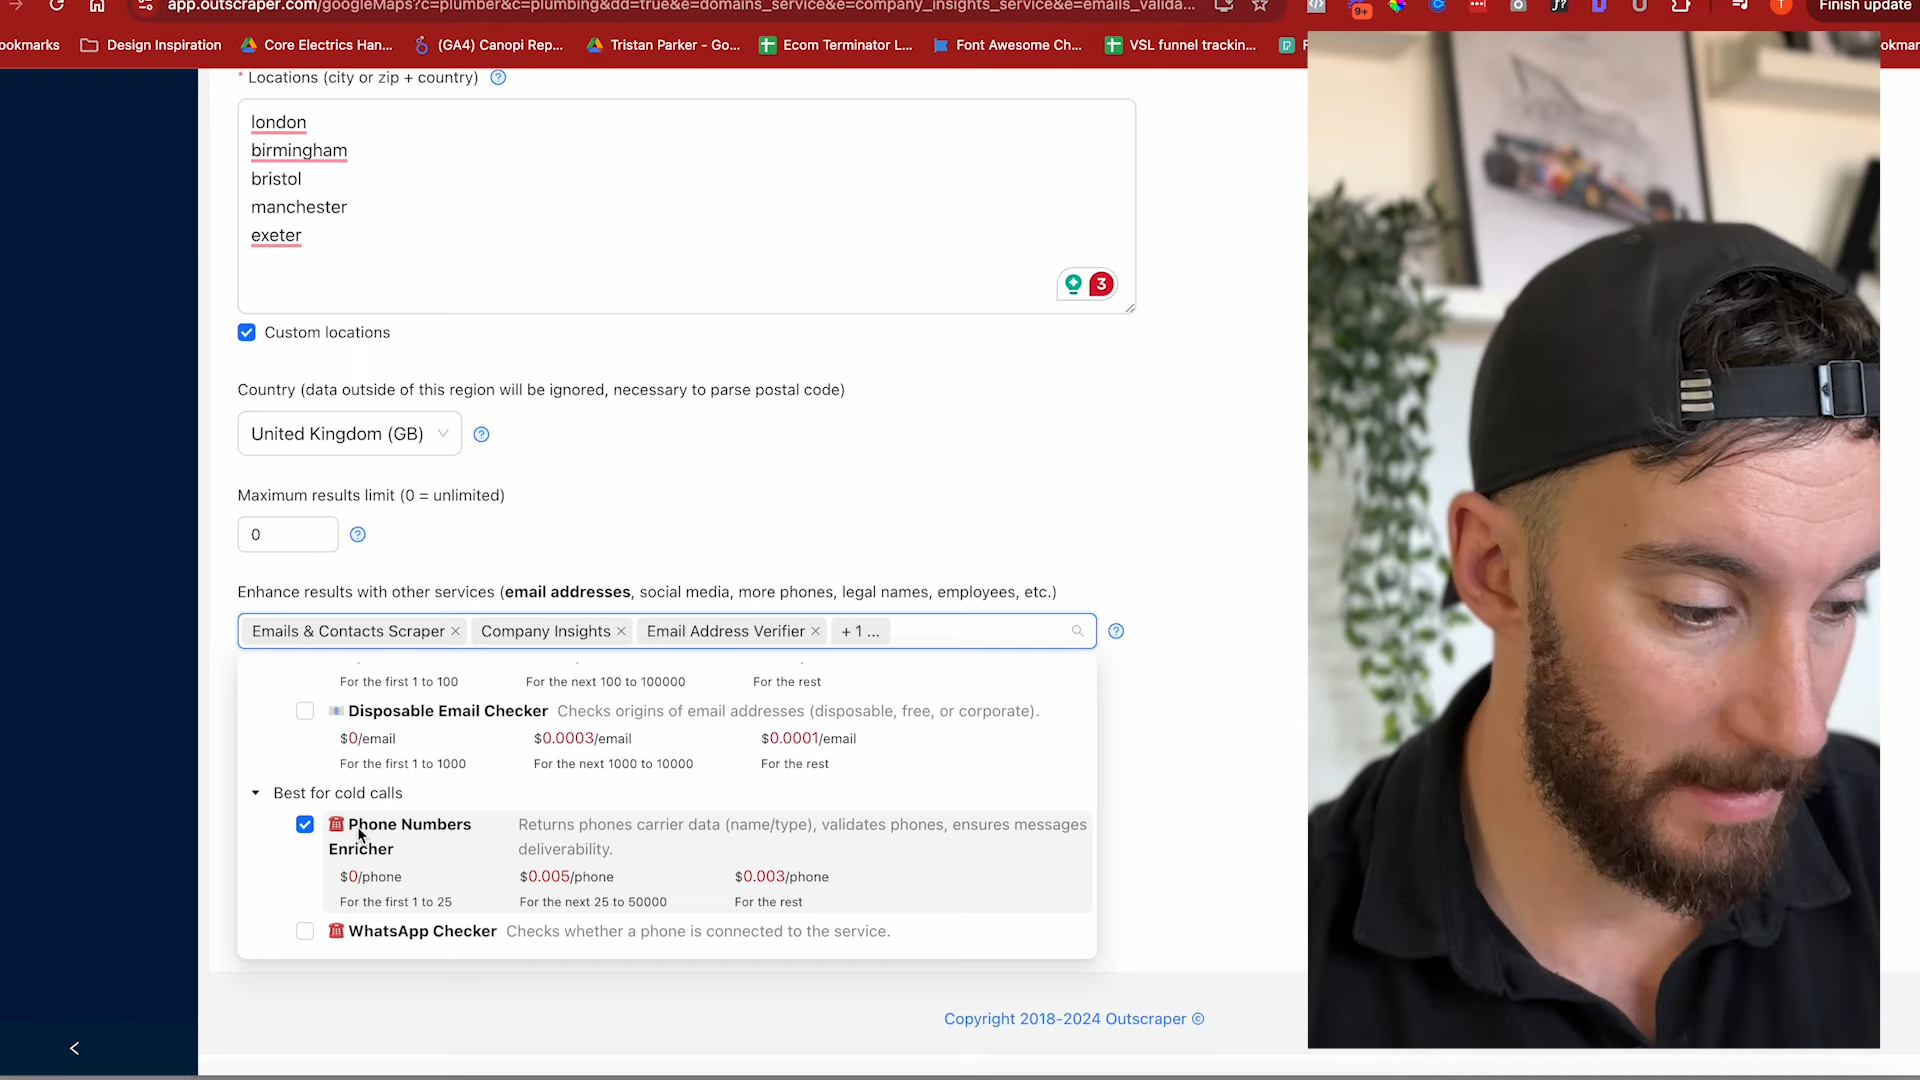 app.outscraper.com/googleMaps?c=plumber&c=plumbing&dd=true&e=domains_service&e=company_insights_service&e=emails_valida...
9+
T
Finish update
ookmarks
Design Inspiration
Core Electrics Han...
(GA4) Canopi Rep...
Tristan Parker - Go...
Ecom Terminator L...
Font Awesome Ch...
VSL funnel trackin...
* Locations (city or zip + country)
london
birmingham
bristol
manchester
exeter
3
Custom locations
Country (data outside of this region will be ignored, necessary to parse postal code)
United Kingdom (GB)
Maximum results limit (0 = unlimited)
0
Enhance results with other services (email addresses, social media, more phones, legal names, employees, etc.)
Emails & Contacts Scraper × Company Insights × Email Address Verifier × + 1 ...
For the first 1 to 100 For the next 100 to 100000 For the rest
Disposable Email Checker Checks origins of email addresses (disposable, free, or corporate).
$0/email $0.0003/email $0.0001/email
For the first 1 to 1000 For the next 1000 to 10000 For the rest
Best for cold calls
Phone Numbers Returns phones carrier data (name/type), validates phones, ensures messages
Enricher deliverability.
$0/phone $0.005/phone $0.003/phone
For the first 1 to 25 For the next 25 to 50000 For the rest
WhatsApp Checker Checks whether a phone is connected to the service.
Copyright 2018-2024 Outscraper ©